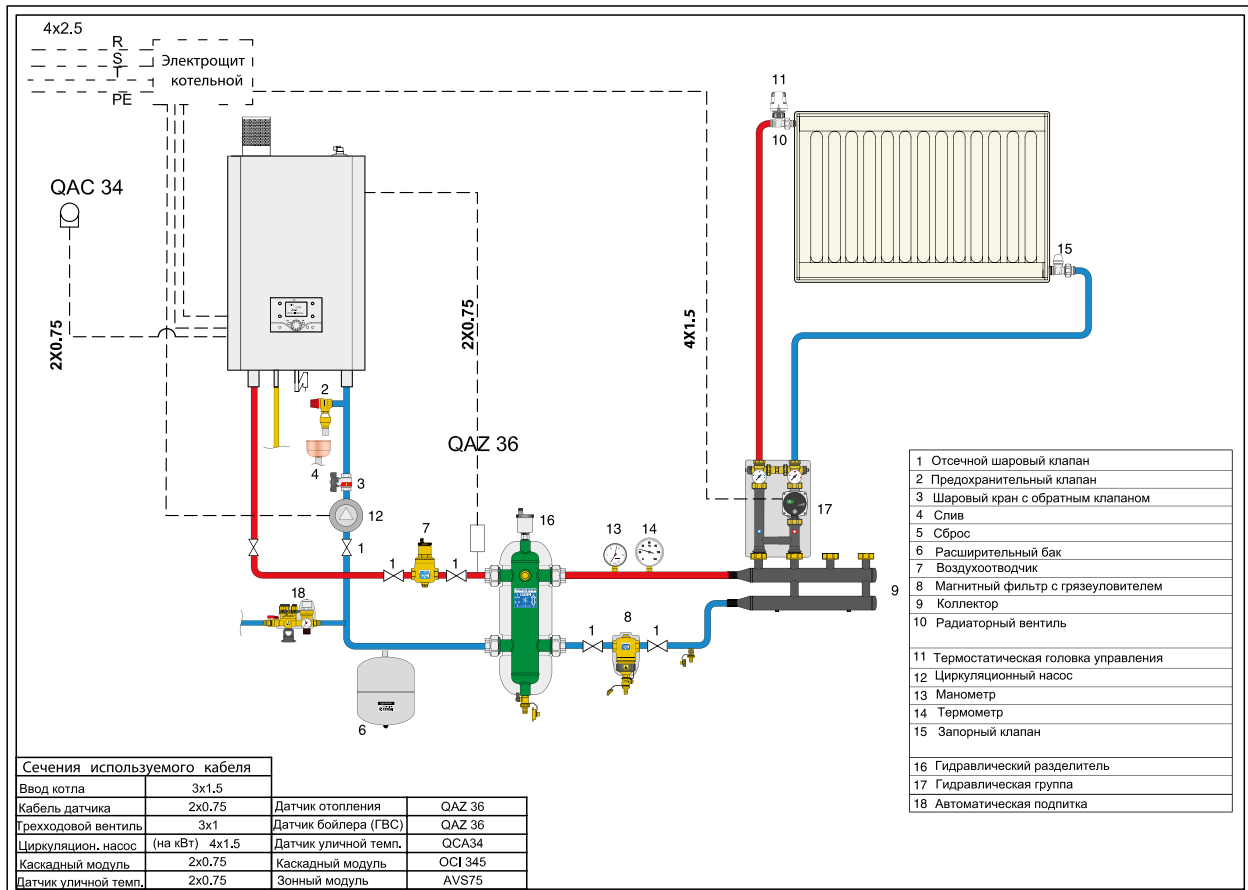 4x2.5
R
S
T
PE
Электрощит
котельной
QAC 34
2X0.75
2X0.75
4X1.5
QAZ 36
11
10
15
2
4
3
12
1
7
1
1
16
13
14
17
9
18
6
1
8
1
1 Отсечной шаровый клапан
2 Предохранительный клапан
3 Шаровый кран с обратным клапаном
4 Слив
5 Сброс
6 Расширительный бак
7 Воздухоотводчик
8 Магнитный фильтр с грязеуловителем
9 Коллектор
10 Радиаторный вентиль
11 Термостатическая головка управления
12 Циркуляционный насос
13 Манометр
14 Термометр
15 Запорный клапан
16 Гидравлический разделитель
17 Гидравлическая группа
18 Автоматическая подпитка
Сечения используемого кабеля
Ввод котла 3x1.5
Кабель датчика 2x0.75 Датчик отопления QAZ 36
Трехходовой вентиль 3x1 Датчик бойлера (ГВС) QAZ 36
Циркуляцион. насос (на кВт) 4x1.5 Датчик уличной темп. QCA34
Каскадный модуль 2x0.75 Каскадный модуль OCI 345
Датчик уличной темп. 2x0.75 Зонный модуль AVS75